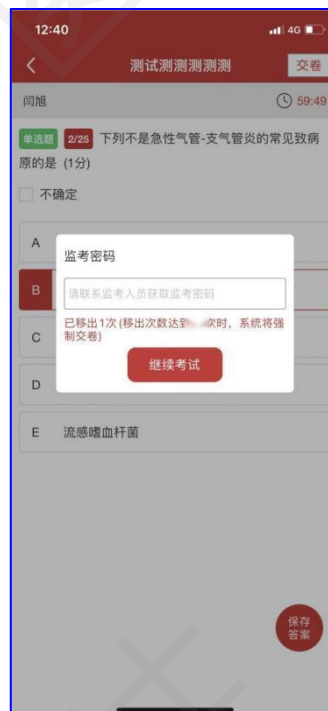 12:40
4G
测试测测测测测
交卷
闫旭
59:49
单选题 2/25 下列不是急性气管-支气管炎的常见致病
原的是 (1分)
不确定
A
监考密码
B
请联系监考人员获取监考密码
已移出1次(移出次数达到 次时，系统将强
制交卷)
C
继续考试
D
E 流感嗜血杆菌
保存
答案